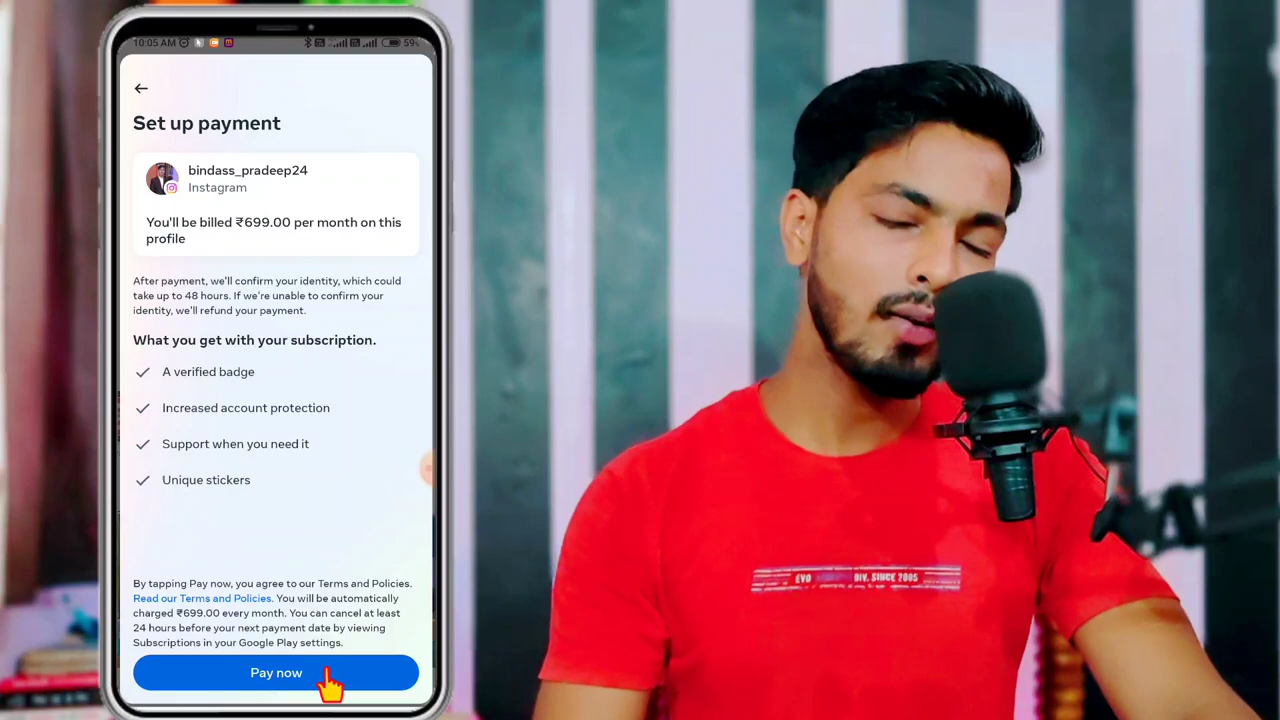 10:05 AM
59%
Set up payment
bindass_pradeep24
Instagram
You'll be billed ₹699.00 per month on this
profile
After payment, we'll confirm your identity, which could
take up to 48 hours. If we're unable to confirm your
identity, we'll refund your payment.
What you get with your subscription.
A verified badge
Increased account protection
Support when you need it
Unique stickers
By tapping Pay now, you agree to our Terms and Policies.
Read our Terms and Policies. You will be automatically
charged ₹699.00 every month. You can cancel at least
24 hours before your next payment date by viewing
Subscriptions in your Google Play settings.
Pay now
EVO DIV. SINCE 2005